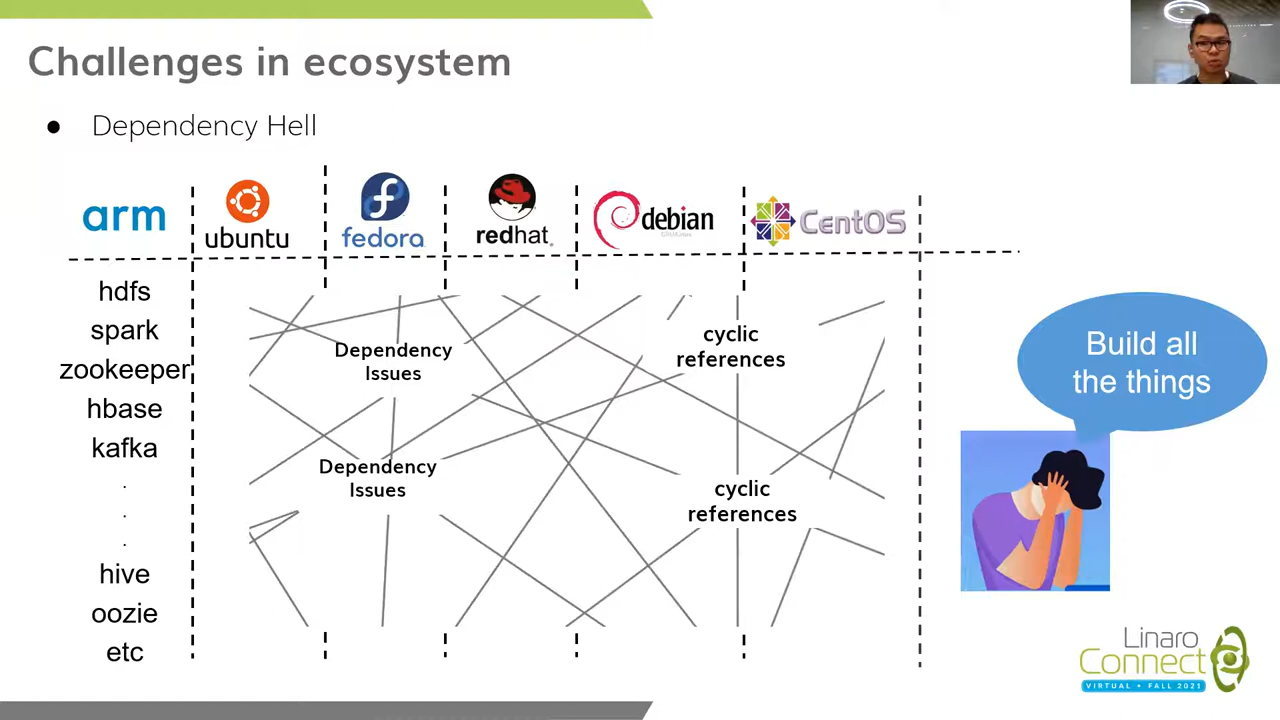 Challenges in ecosystem
● Dependency Hell
arm
ubuntu
fedora
redhat.
debian
CentOS
hdfs
spark
zookeeper
hbase
kafka
.
.
.
hive
oozie
etc
Dependency
Issues
cyclic
references
Dependency
Issues
cyclic
references
Build all
the things
Linaro
Connect
VIRTUAL • FALL 2021